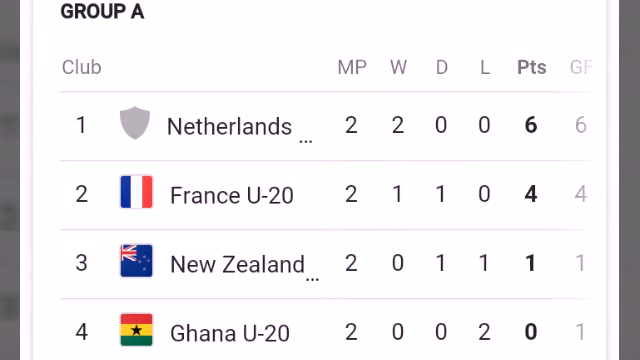 GROUP A
Club MP W D L Pts GF
1 Netherlands ... 2 2 0 0 6 6
2 France U-20 2 1 1 0 4 4
3 New Zealand... 2 0 1 1 1 1
4 Ghana U-20 2 0 0 2 0 1